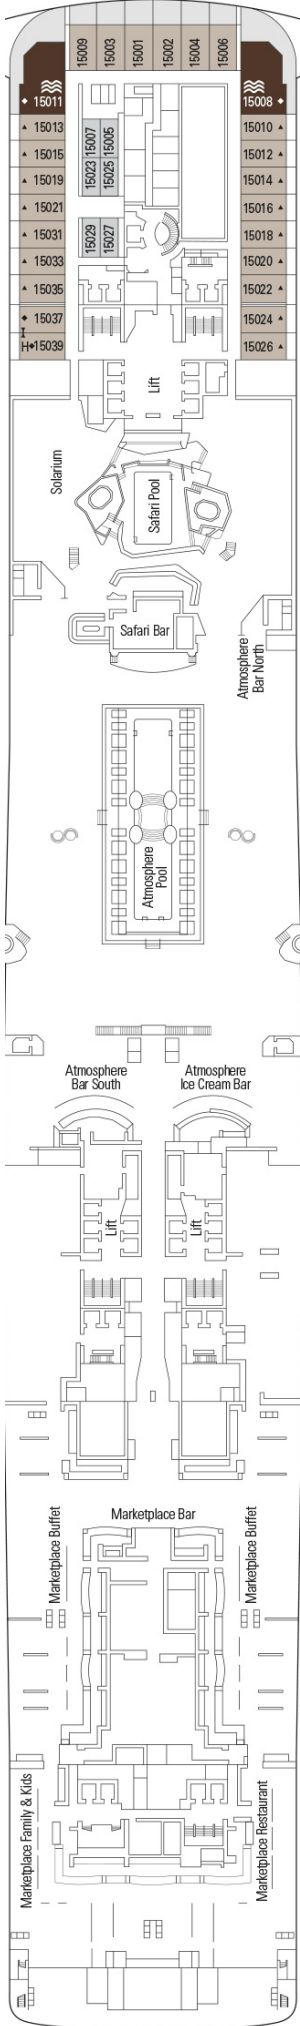 15009
15003
15001
15002
15004
15006
15011
15008
15013
15007
15005
15010
15015
15023
15025
15012
15019
15014
15021
15016
15031
15029
15027
15018
15033
15020
15035
15022
15037
15024
H 15039
15026
Lift
Solarium
Safari Pool
Safari Bar
Atmosphere
Bar North
Atmosphere
Pool
Atmosphere
Bar South
Atmosphere
Ice Cream Bar
Lift
Lift
Marketplace Buffet
Marketplace Bar
Marketplace Buffet
Marketplace Family & Kids
Marketplace Restaurant